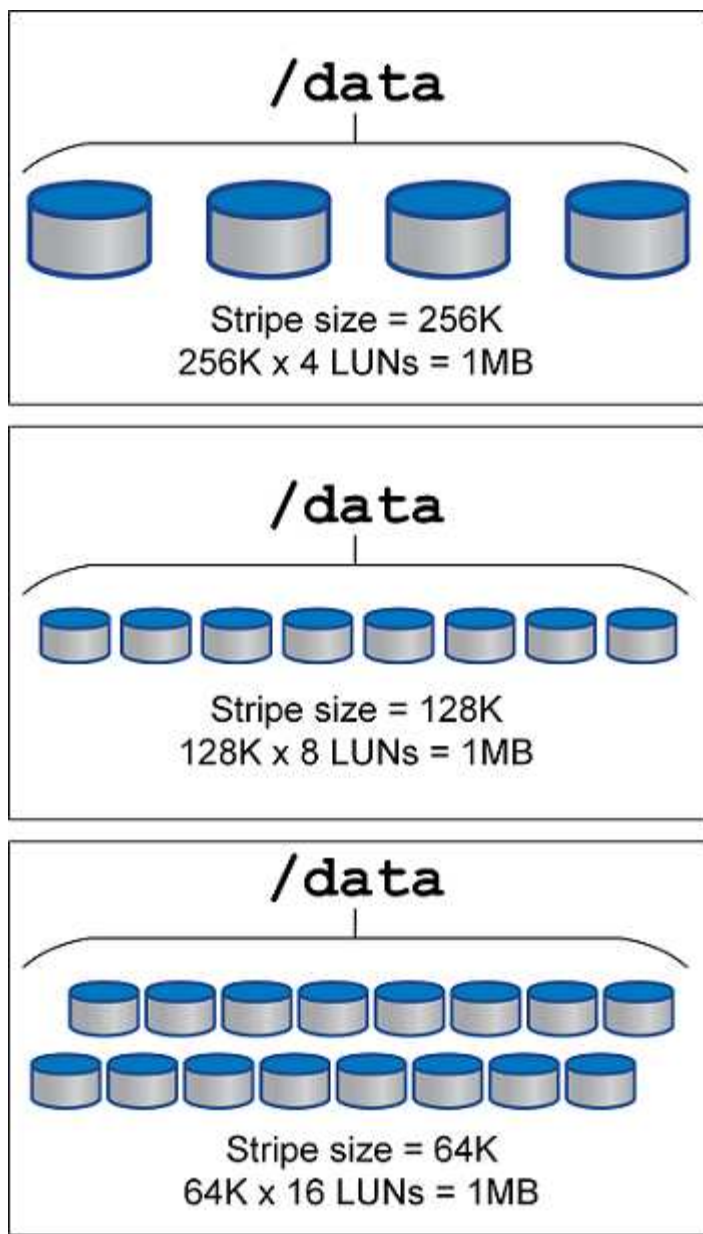 /data
Stripe size = 256K
256K x 4 LUNs = 1MB
/data
Stripe size = 128K
128K x 8 LUNs = 1MB
/data
Stripe size = 64K
64K x 16 LUNs = 1MB